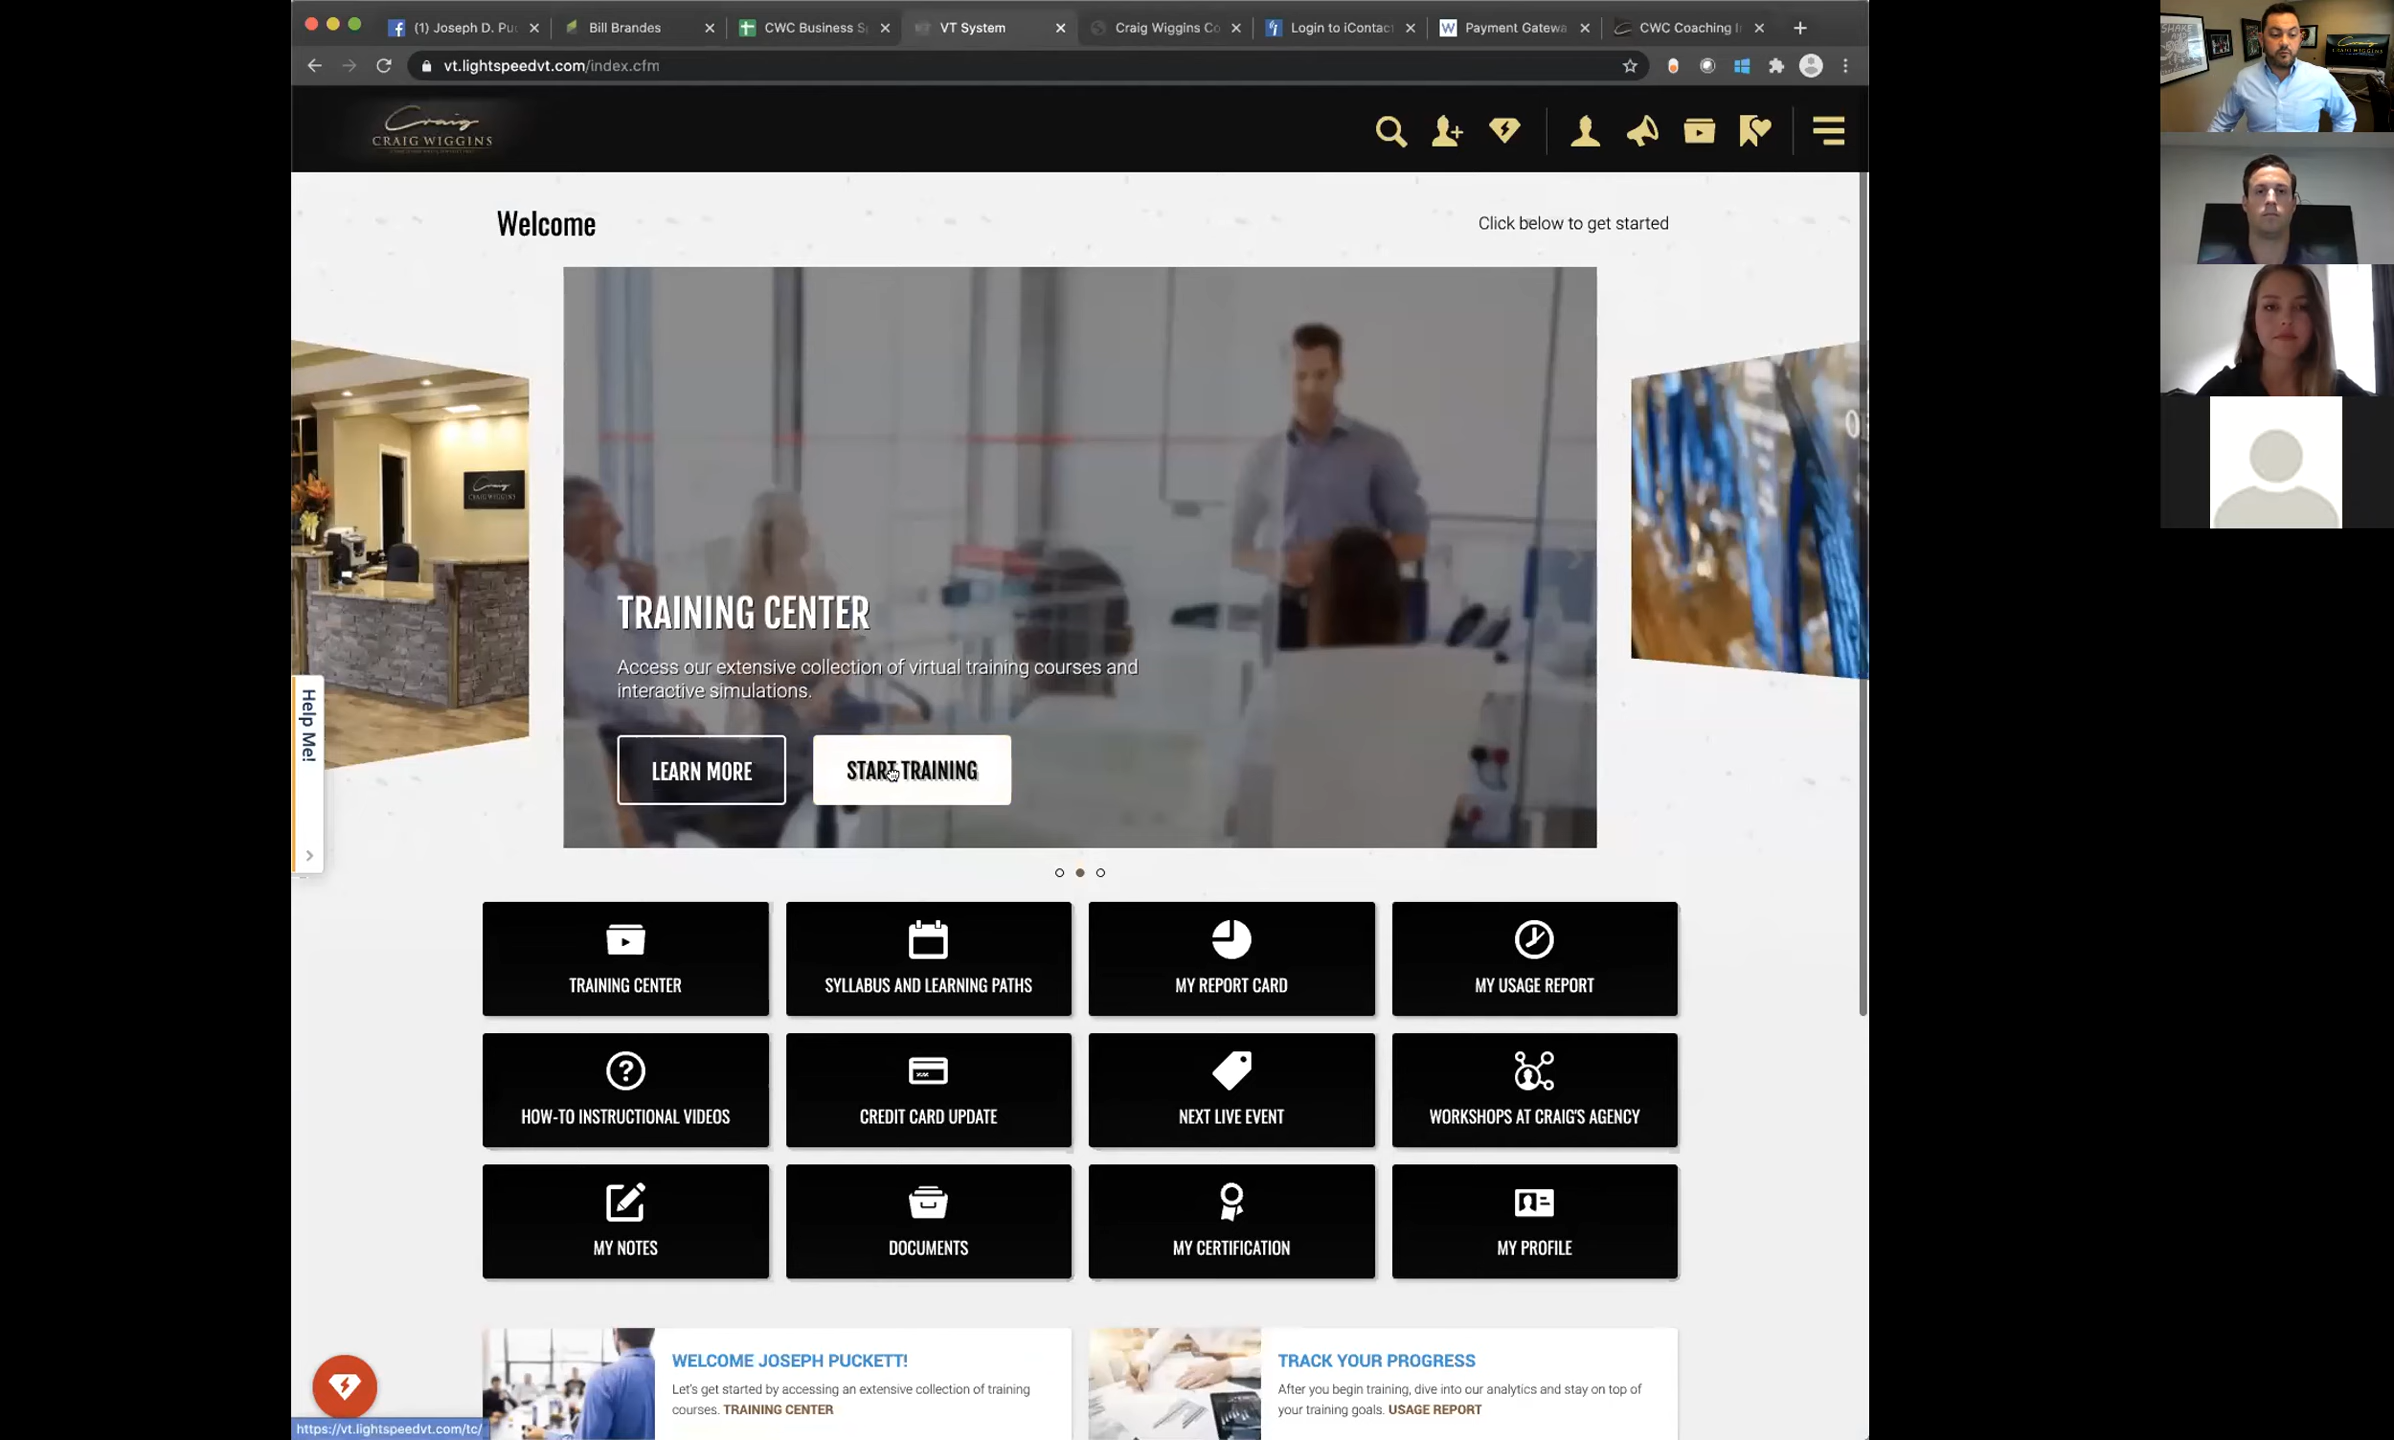 (1) Joseph D. Puc
Bill Brandes
CWC Business S
VT System
Craig Wiggins Co
Login to iContact
Payment Gatewa
CWC Coaching I
vt.lightspeedvt.com/index.cfm
Craig
CRAIG WIGGINS
Welcome
Click below to get started
Craig
CRAIG WIGGINS
TRAINING CENTER
Access our extensive collection of virtual training courses and
interactive simulations.
LEARN MORE
START TRAINING
Help Me!
TRAINING CENTER
SYLLABUS AND LEARNING PATHS
MY REPORT CARD
MY USAGE REPORT
HOW-TO INSTRUCTIONAL VIDEOS
CREDIT CARD UPDATE
NEXT LIVE EVENT
WORKSHOPS AT CRAIG'S AGENCY
MY NOTES
DOCUMENTS
MY CERTIFICATION
MY PROFILE
WELCOME JOSEPH PUCKETT!
Let's get started by accessing an extensive collection of training
courses. TRAINING CENTER
TRACK YOUR PROGRESS
After you begin training, dive into our analytics and stay on top of
your training goals. USAGE REPORT
https://vt.lightspeedvt.com/tc/